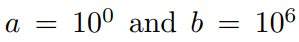 a = 10⁰ and b = 10⁶